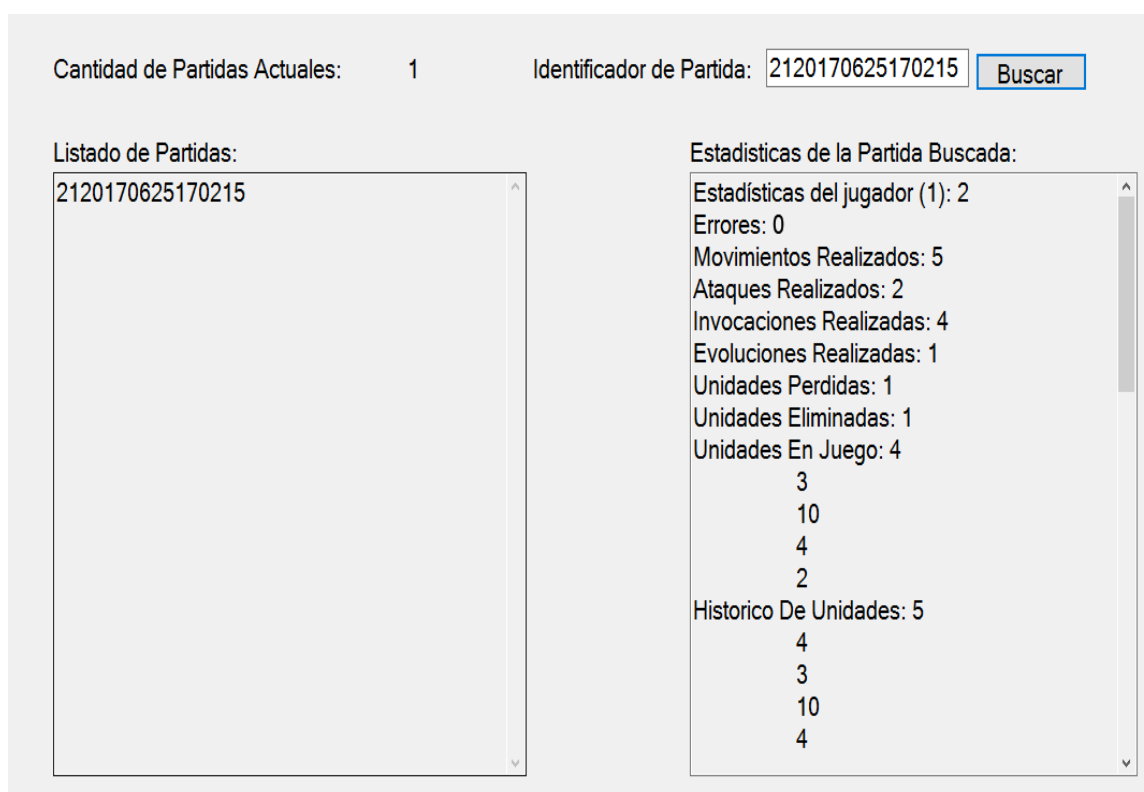 Cantidad de Partidas Actuales: 1 Identificador de Partida: 2120170625170215 Buscar
Listado de Partidas:
2120170625170215
Estadisticas de la Partida Buscada:
Estadísticas del jugador (1): 2
Errores: 0
Movimientos Realizados: 5
Ataques Realizados: 2
Invocaciones Realizadas: 4
Evoluciones Realizadas: 1
Unidades Perdidas: 1
Unidades Eliminadas: 1
Unidades En Juego: 4
3
10
4
2
Historico De Unidades: 5
4
3
10
4